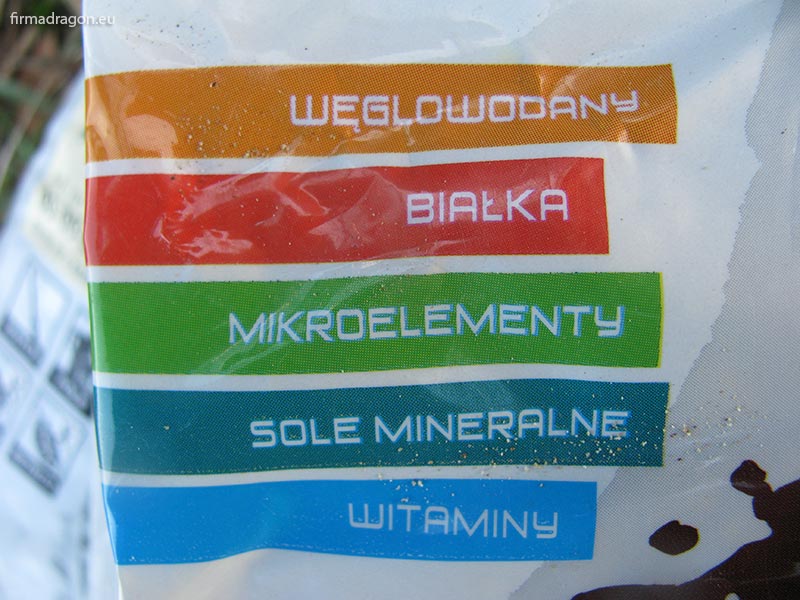 firmadragon.eu
WĘGLOWODANY
BIAŁKA
MIKROELEMENTY
SOLE MINERALNE
WITAMINY